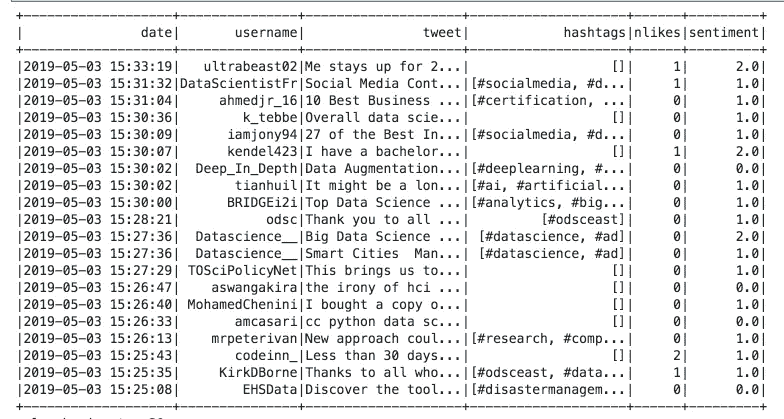 +-------------------+---------------+--------------------+--------------------+------+---------+
|               date|       username|               tweet|            hashtags|nlikes|sentiment|
+-------------------+---------------+--------------------+--------------------+------+---------+
|2019-05-03 15:33:19|   ultrabeast02|Me stays up for 2...|                  []|     1|      2.0|
|2019-05-03 15:31:32|DataScientistFr|Social Media Cont...|[#socialmedia, #d...|     1|      1.0|
|2019-05-03 15:31:04|     ahmedjr_16|10 Best Business ...|[#certification, ...|     0|      1.0|
|2019-05-03 15:30:36|        k_tebbe|Overall data scie...|                  []|     0|      1.0|
|2019-05-03 15:30:09|      iamjony94|27 of the Best In...|[#socialmedia, #d...|     0|      1.0|
|2019-05-03 15:30:07|      kendel423|I have a bachelor...|                  []|     1|      2.0|
|2019-05-03 15:30:02|  Deep_In_Depth|Data Augmentation...|[#deeplearning, #...|     0|      0.0|
|2019-05-03 15:30:02|       tianhuil|It might be a lon...|[#ai, #artificial...|     0|      1.0|
|2019-05-03 15:30:00|      BRIDGEi2i|Top Data Science ...|[#analytics, #big...|     0|      1.0|
|2019-05-03 15:28:21|           odsc|Thank you to all ...|         [#odsceast]|     0|      1.0|
|2019-05-03 15:27:36|  Datascience__|Big Data Science ...| [#datascience, #ad]|     0|      2.0|
|2019-05-03 15:27:36|  Datascience__|Smart Cities  Man...| [#datascience, #ad]|     0|      1.0|
|2019-05-03 15:27:29| TOSciPolicyNet|This brings us to...|                  []|     0|      1.0|
|2019-05-03 15:26:47|    aswangakira|the irony of hci ...|                  []|     0|      0.0|
|2019-05-03 15:26:40| MohamedChenini|I bought a copy o...|                  []|     0|      1.0|
|2019-05-03 15:26:33|       amcasari|cc python data sc...|                  []|     0|      0.0|
|2019-05-03 15:26:13|    mrpeterivan|New approach coul...|[#research, #comp...|     0|      1.0|
|2019-05-03 15:25:43|       codeinn_|Less than 30 days...|                  []|     2|      1.0|
|2019-05-03 15:25:35|     KirkDBorne|Thanks to all who...|[#odsceast, #data...|     1|      1.0|
|2019-05-03 15:25:08|        EHSData|Discover the tool...|[#disastermanagem...|     0|      0.0|
+-------------------+---------------+--------------------+--------------------+------+---------+